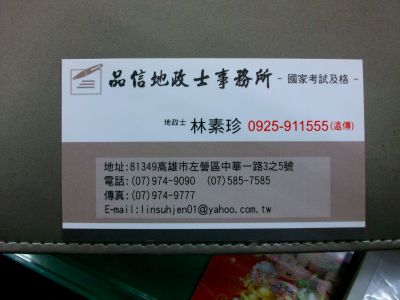 品信地政士事務所 - 國家考試及格 -
地政士 林素珍 0925-911555(遠傳)
地址:81349高雄市左營區中華一路3之5號
電話:(07)974-9090 (07)585-7585
傳真:(07)974-9777
E-mail:linsuhjen01@yahoo.com.tw